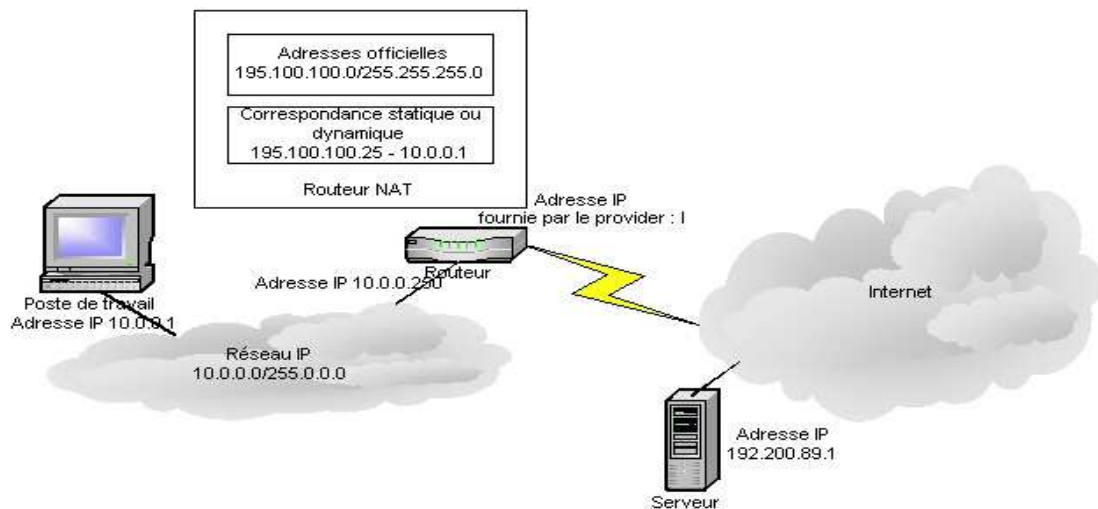 Adresses officielles
195.100.100.0/255.255.255.0
Correspondance statique ou
dynamique
195.100.100.25 - 10.0.0.1
Routeur NAT
Adresse IP
fournie par le provider : I
Routeur
Adresse IP 10.0.0.250
Poste de travail
Adresse IP 10.0.0.1
Réseau IP
10.0.0.0/255.0.0.0
Internet
Adresse IP
192.200.89.1
Serveur